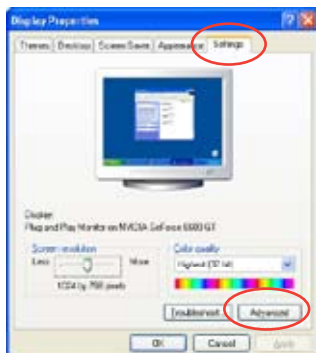 Display Properties
Themes Desktop Screen Saver Appearance Settings
Display:
Plug and Play Monitor on NVIDIA GeForce 6600 GT
Screen resolution
Less More
1024 by 768 pixels
Color quality
Highest (32 bit)
Troubleshoot... Advanced
OK Cancel Apply